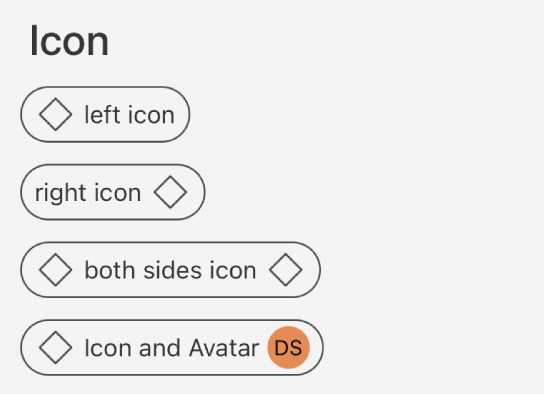 Icon
left icon
right icon
both sides icon
Icon and Avatar DS